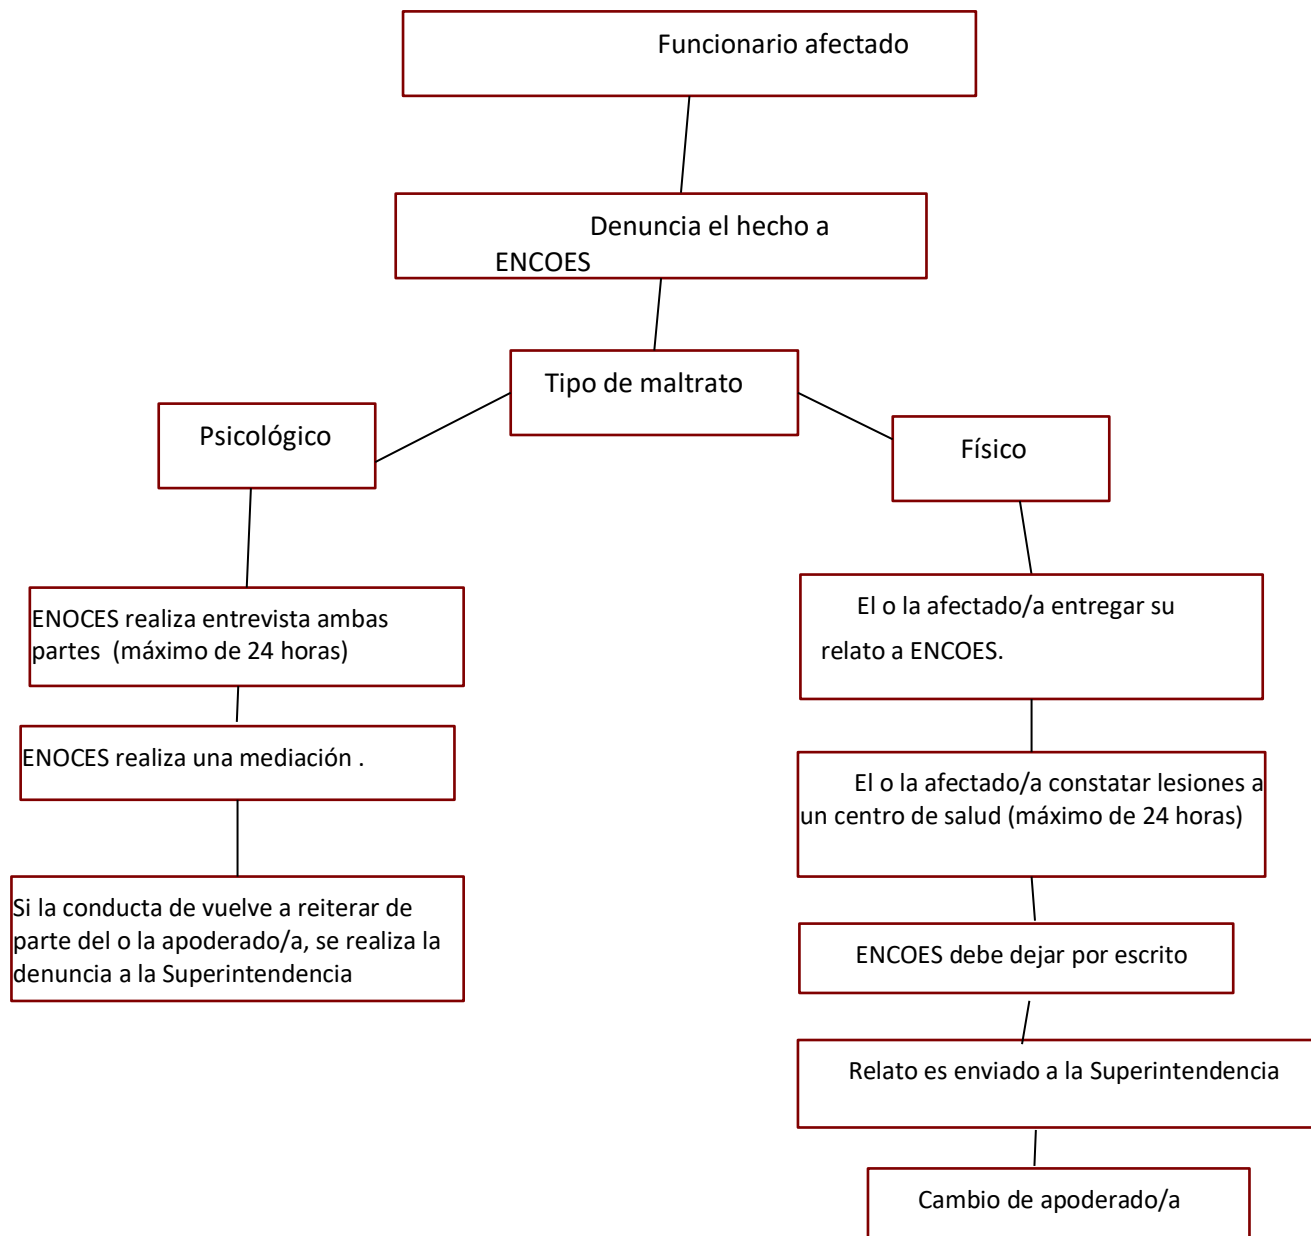 Funcionario afectado
Denuncia el hecho a
ENCOES
Tipo de maltrato
Psicológico
Físico
ENOCES realiza entrevista ambas
partes (máximo de 24 horas)
ENOCES realiza una mediación .
Si la conducta de vuelve a reiterar de
parte del o la apoderado/a, se realiza la
denuncia a la Superintendencia
El o la afectado/a entregar su
relato a ENCOES.
El o la afectado/a constatar lesiones a
un centro de salud (máximo de 24 horas)
ENCOES debe dejar por escrito
Relato es enviado a la Superintendencia
Cambio de apoderado/a